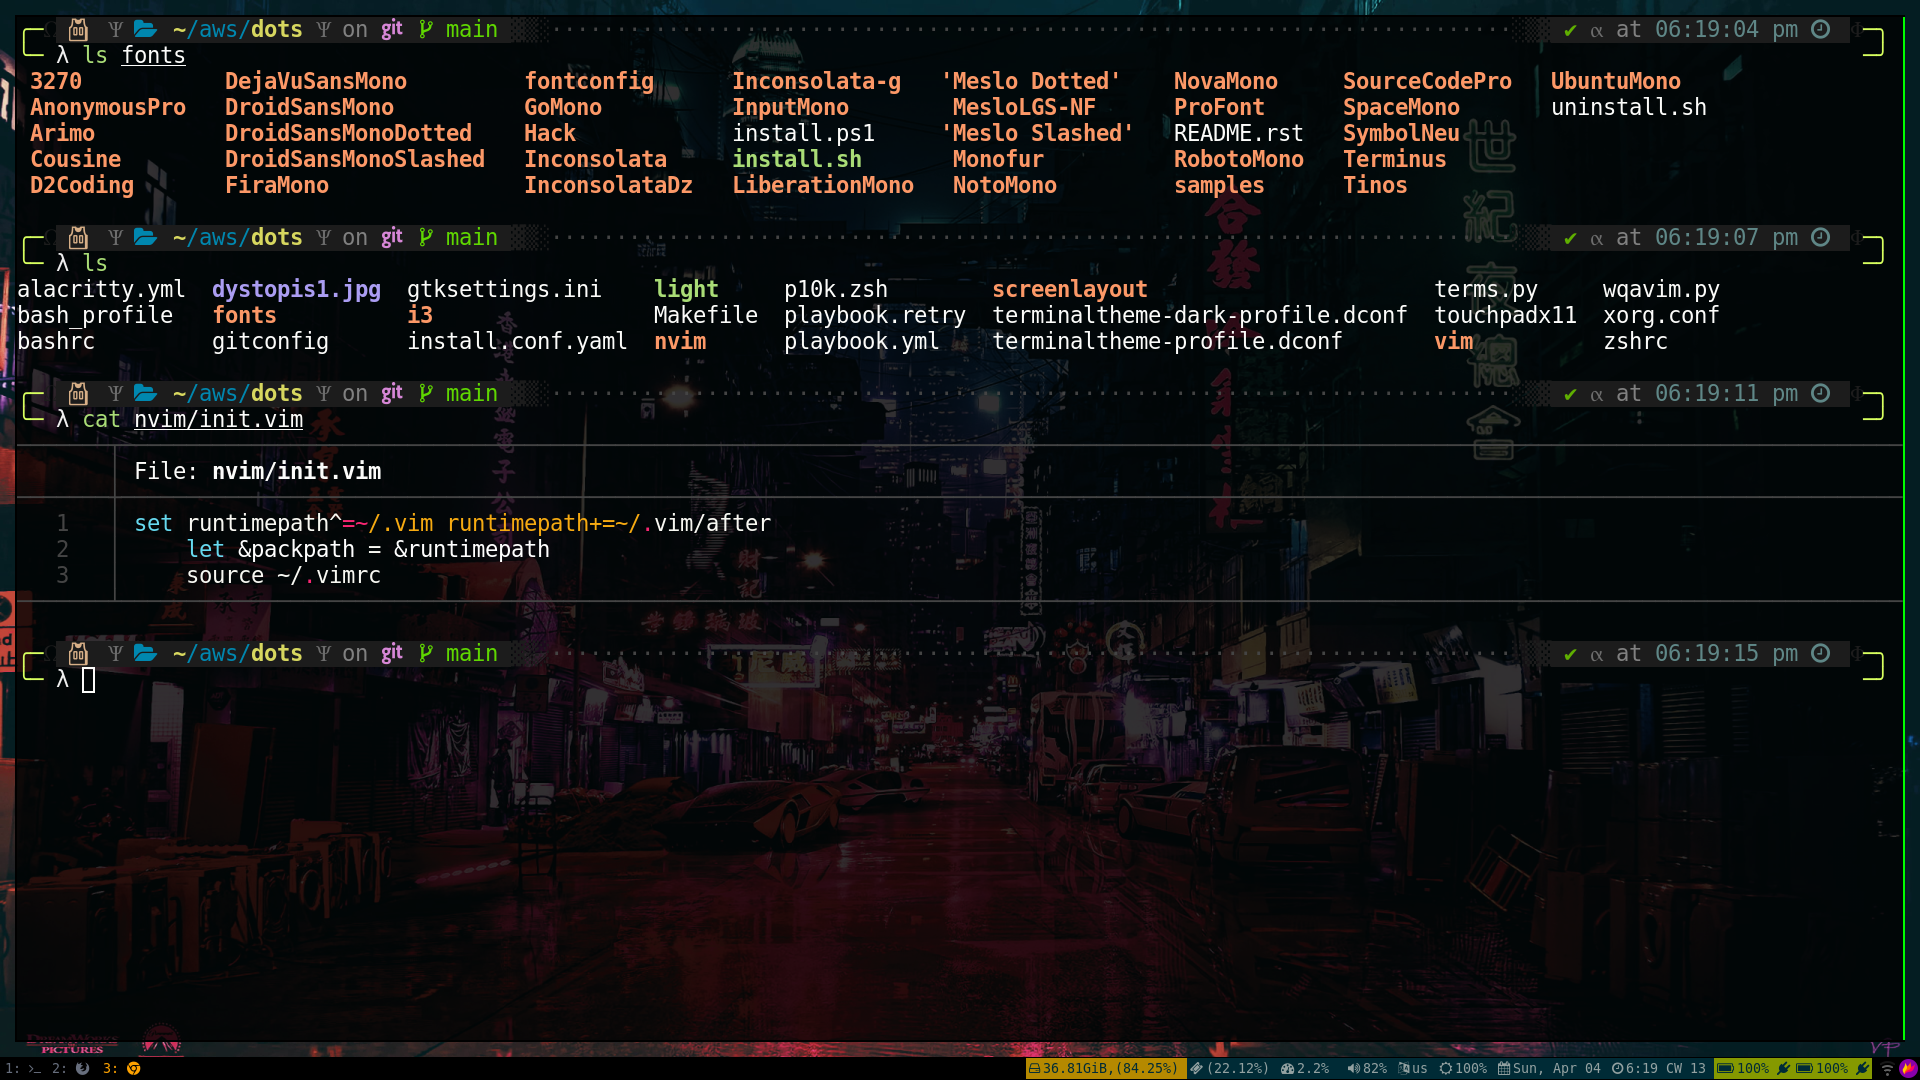 ~/aws/dots Ψ on git main ✔ α at 06:19:04 pm
λ ls fonts
3270 DejaVuSansMono fontconfig Inconsolata-g 'Meslo Dotted' NovaMono SourceCodePro UbuntuMono
AnonymousPro DroidSansMono GoMono InputMono MesloLGS-NF ProFont SpaceMono uninstall.sh
Arimo DroidSansMonoDotted Hack install.ps1 'Meslo Slashed' README.rst SymbolNeu
Cousine DroidSansMonoSlashed Inconsolata install.sh Monofur RobotoMono Terminus
D2Coding FiraMono InconsolataDz LiberationMono NotoMono samples Tinos
Ψ ~/aws/dots Ψ on git main ✔ α at 06:19:07 pm
λ ls
alacritty.yml dystopis1.jpg gtksettings.ini light p10k.zsh screenlayout terms.py wqavim.py
bash_profile fonts i3 Makefile playbook.retry terminaltheme-dark-profile.dconf touchpadx11 xorg.conf
bashrc gitconfig install.conf.yaml nvim playbook.yml terminaltheme-profile.dconf vim zshrc
Ψ ~/aws/dots Ψ on git main ✔ α at 06:19:11 pm
λ cat nvim/init.vim
File: nvim/init.vim
1 set runtimepath^=~/.vim runtimepath+=~/.vim/after
2 let &packpath = &runtimepath
3 source ~/.vimrc
Ψ ~/aws/dots Ψ on git main ✔ α at 06:19:15 pm
λ
PICTURES
1: >_ 2: 3: 36.81GiB,(84.25%) (22.12%) 2.2% 82% us 100% Sun, Apr 04 6:19 CW 13 100% 100%